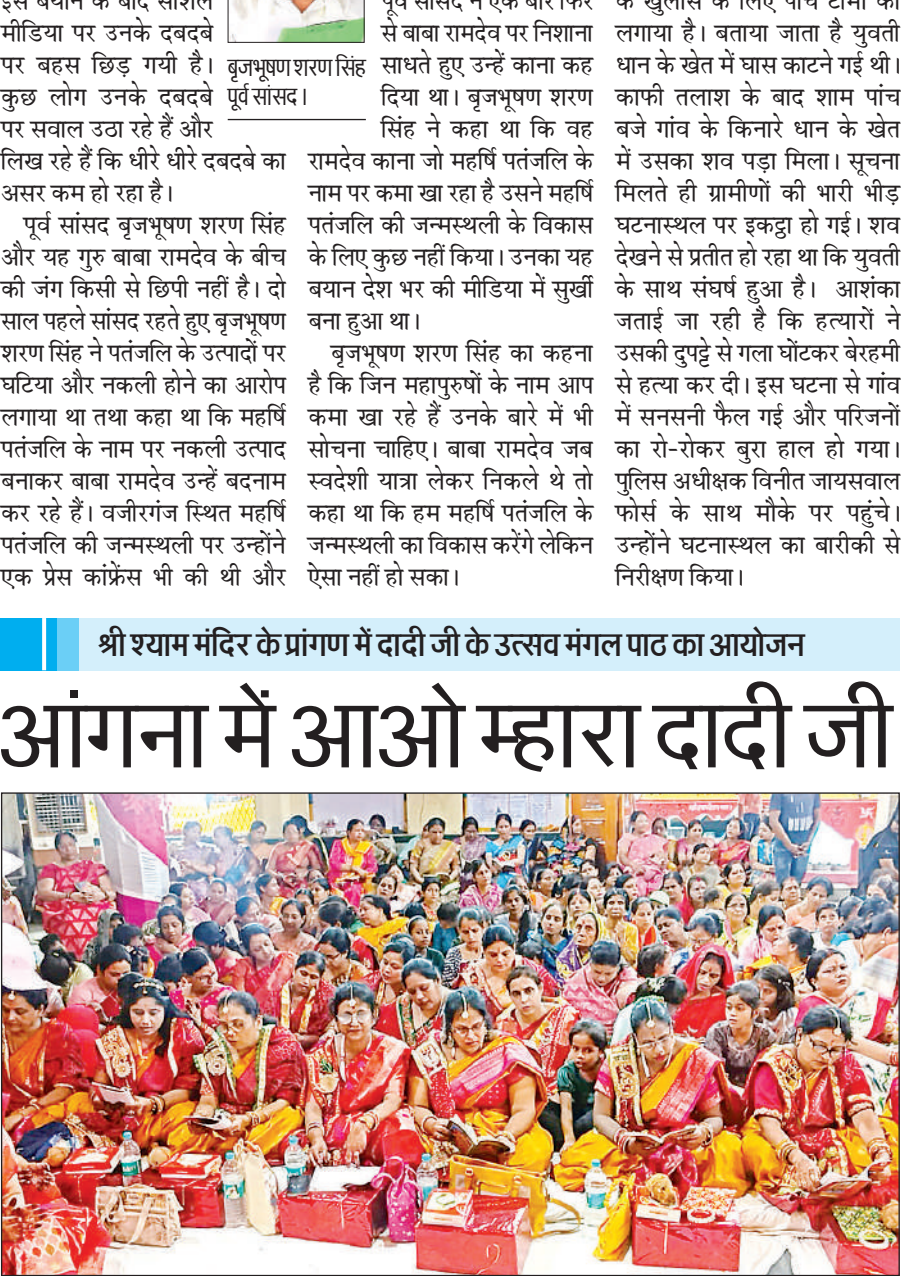 इस बयान के बाद सोशल
मीडिया पर उनके दबदबे
पर बहस छिड़ गयी है।
कुछ लोग उनके दबदबे
पर सवाल उठा रहे हैं और
लिख रहे हैं कि धीरे धीरे दबदबे का
असर कम हो रहा है।
पूर्व सांसद बृजभूषण शरण सिंह
और यह गुरु बाबा रामदेव के बीच
की जंग किसी से छिपी नहीं है। दो
साल पहले सांसद रहते हुए बृजभूषण
शरण सिंह ने पतंजलि के उत्पादों पर
घटिया और नकली होने का आरोप
लगाया था तथा कहा था कि महर्षि
पतंजलि के नाम पर नकली उत्पाद
बनाकर बाबा रामदेव उन्हें बदनाम
कर रहे हैं। वजीरगंज स्थित महर्षि
पतंजलि की जन्मस्थली पर उन्होंने
एक प्रेस कांफ्रेंस भी की थी और
बृजभूषण शरण सिंह
पूर्व सांसद।
पूर्व सांसद ने एक बार फिर
से बाबा रामदेव पर निशाना
साधते हुए उन्हें काना कह
दिया था। बृजभूषण शरण
सिंह ने कहा था कि वह
रामदेव काना जो महर्षि पतंजलि के
नाम पर कमा खा रहा है उसने महर्षि
पतंजलि की जन्मस्थली के विकास
के लिए कुछ नहीं किया। उनका यह
बयान देश भर की मीडिया में सुर्खी
बना हुआ था।
बृजभूषण शरण सिंह का कहना
है कि जिन महापुरुषों के नाम आप
कमा खा रहे हैं उनके बारे में भी
सोचना चाहिए। बाबा रामदेव जब
स्वदेशी यात्रा लेकर निकले थे तो
कहा था कि हम महर्षि पतंजलि के
जन्मस्थली का विकास करेंगे लेकिन
ऐसा नहीं हो सका।
के खुलासे के लिए पांच टीमों को
लगाया है। बताया जाता है युवती
धान के खेत में घास काटने गई थी।
काफी तलाश के बाद शाम पांच
बजे गांव के किनारे धान के खेत
में उसका शव पड़ा मिला। सूचना
मिलते ही ग्रामीणों की भारी भीड़
घटनास्थल पर इकट्ठा हो गई। शव
देखने से प्रतीत हो रहा था कि युवती
के साथ संघर्ष हुआ है। आशंका
जताई जा रही है कि हत्यारों ने
उसकी दुपट्टे से गला घोंटकर बेरहमी
से हत्या कर दी। इस घटना से गांव
में सनसनी फैल गई और परिजनों
का रो-रोकर बुरा हाल हो गया।
पुलिस अधीक्षक विनीत जायसवाल
फोर्स के साथ मौके पर पहुंचे।
उन्होंने घटनास्थल का बारीकी से
निरीक्षण किया।
श्री श्याम मंदिर के प्रांगण में दादी जी के उत्सव मंगल पाठ का आयोजन
आंगना में आओ म्हारा दादी जी